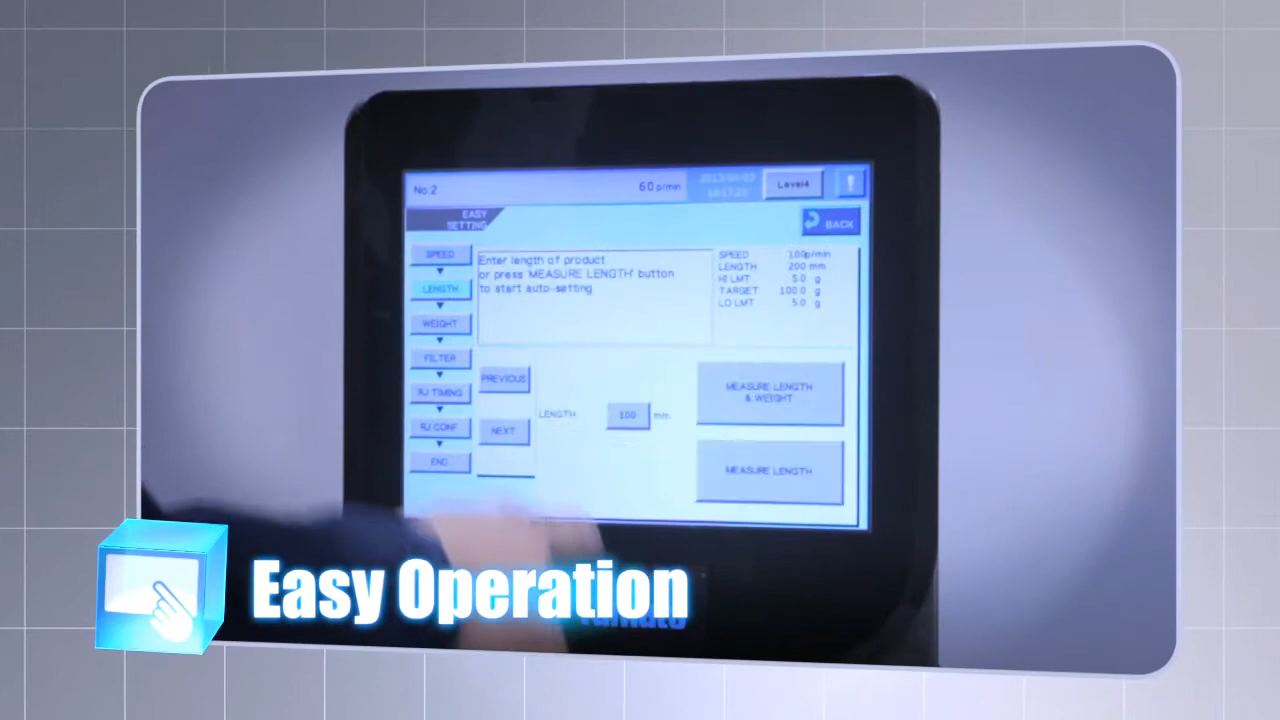 No:2
60 p/min
Level4
!
EASY
SETTING
BACK
SPEED
LENGTH
WEIGHT
FILTER
RJ TIMING
RJ CONF
END
Enter length of product
or press 'MEASURE LENGTH' button
to start auto-setting
SPEED 100p/min
LENGTH 200 mm
HI LMT 5.0 g
TARGET 100.0 g
LO LMT 5.0 g
PREVIOUS
NEXT
LENGTH 100 mm
MEASURE LENGTH
& WEIGHT
MEASURE LENGTH
Easy Operation